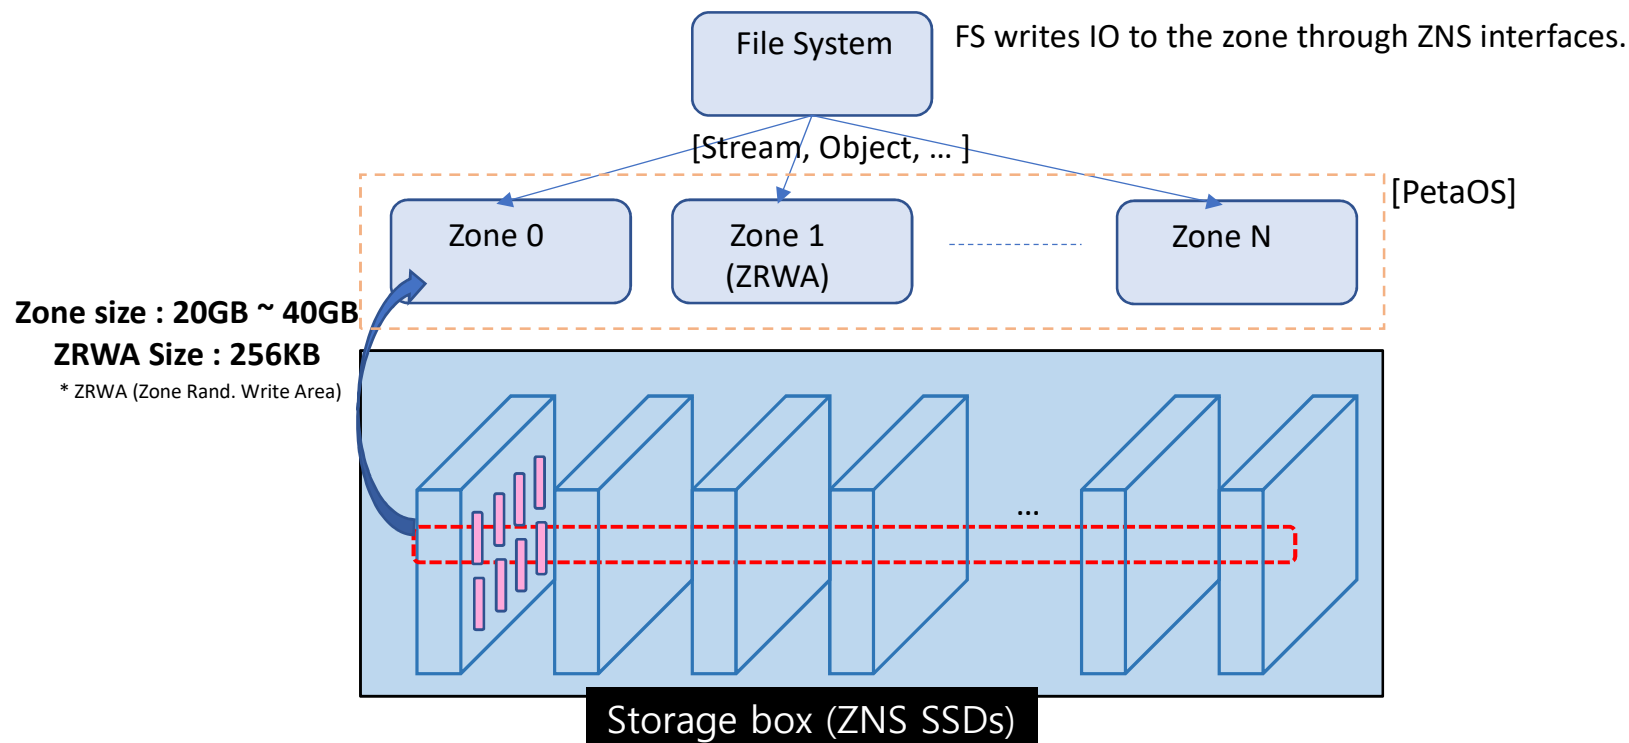 File System
FS writes IO to the zone through ZNS interfaces.
[Stream, Object, … ]
[PetaOS]
Zone 0
Zone 1
(ZRWA)
Zone N
Zone size : 20GB ~ 40GB
ZRWA Size : 256KB
* ZRWA (Zone Rand. Write Area)
...
Storage box (ZNS SSDs)